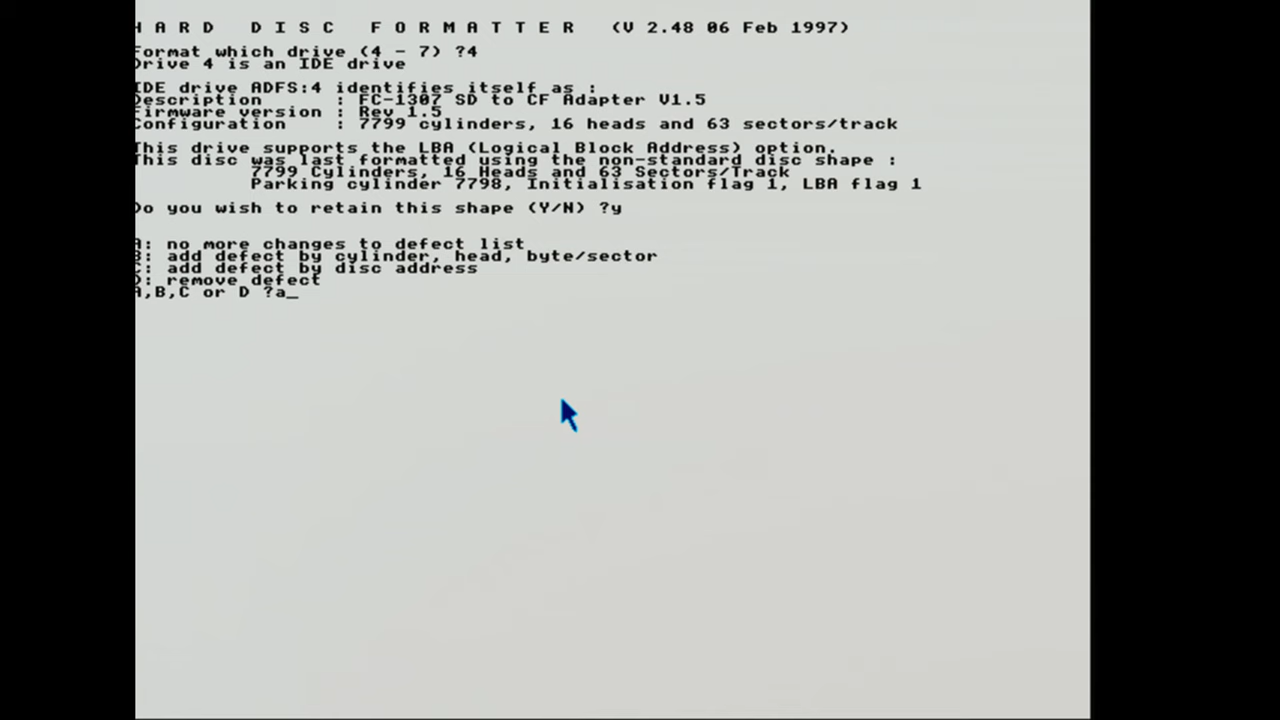 HARD DISC FORMATTER (V 2.48 06 Feb 1997)
Format which drive (4 - 7) ?4
Drive 4 is an IDE drive
IDE drive ADFS:4 identifies itself as :
Description : FC-1307 SD to CF Adapter V1.5
Firmware version : Rev 1.5
Configuration : 7799 cylinders, 16 heads and 63 sectors/track
This drive supports the LBA (Logical Block Address) option.
This disc was last formatted using the non-standard disc shape :
7799 Cylinders, 16 Heads and 63 Sectors/Track
Parking cylinder 7798, Initialisation flag 1, LBA flag 1
Do you wish to retain this shape (Y/N) ?y
A: no more changes to defect list
B: add defect by cylinder, head, byte/sector
C: add defect by disc address
D: remove defect
A,B,C or D ?a_